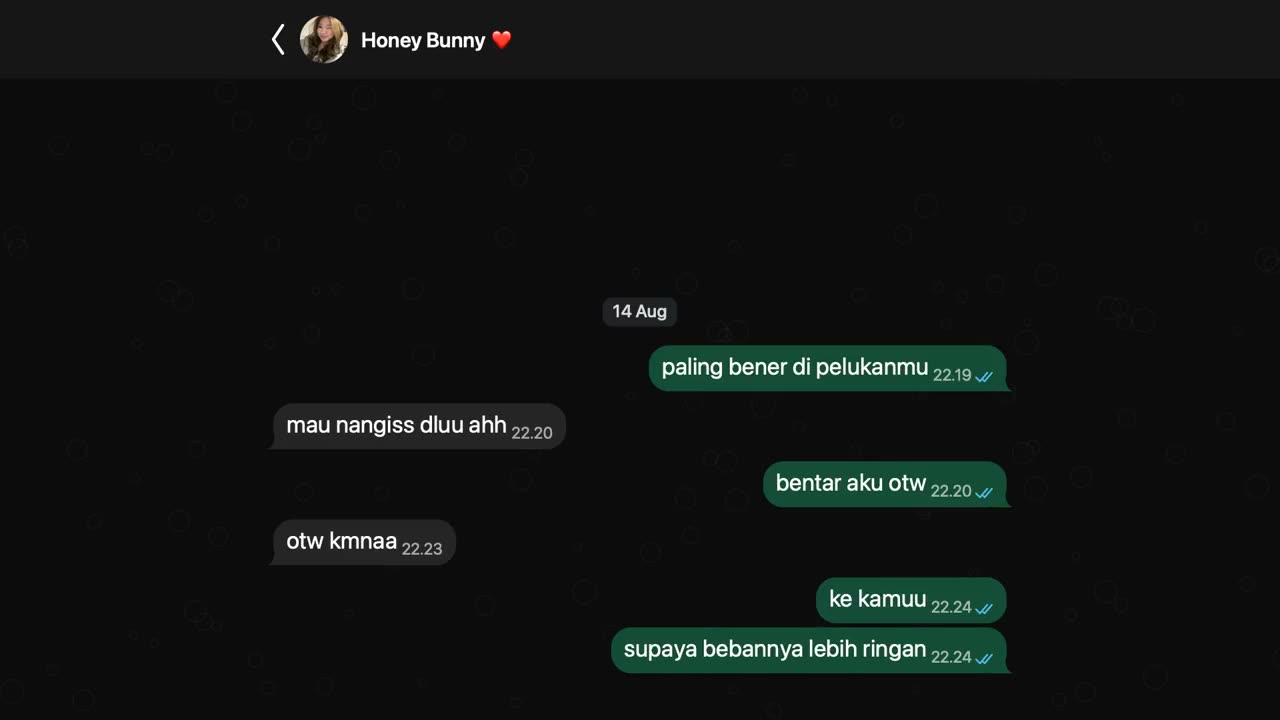 Honey Bunny ❤️
14 Aug
paling bener di pelukanmu 22.19
mau nangiss dluu ahh 22.20
bentar aku otw 22.20
otw kmnaa 22.23
ke kamuu 22.24
supaya bebannya lebih ringan 22.24